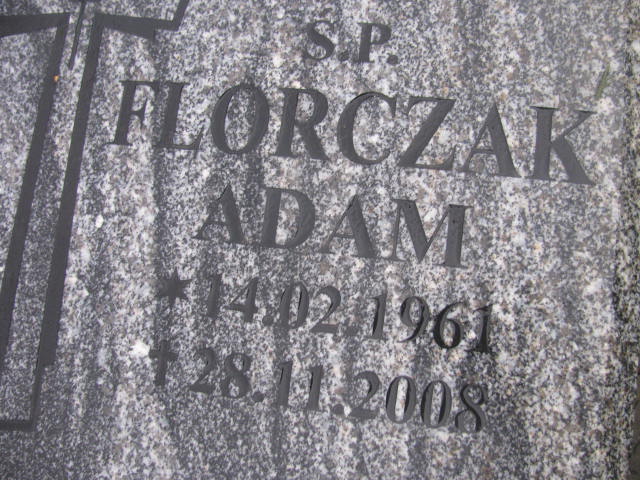 Ś.P.
FLORCZAK
ADAM
* 14.02.1961
† 28.11.2008